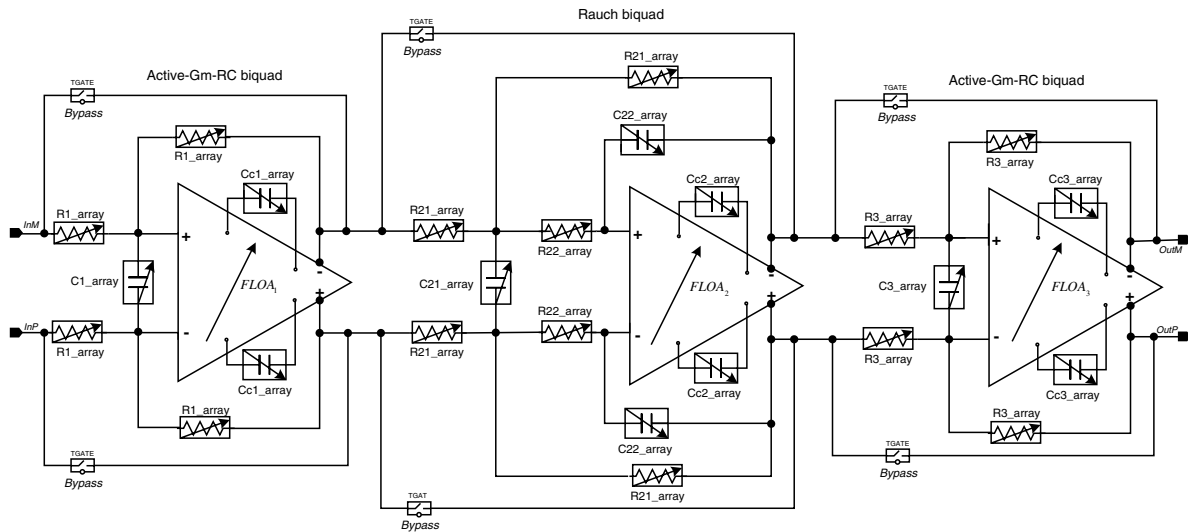 Rauch biquad
TGATE
Bypass
R21_array
Active-Gm-RC biquad
Active-Gm-RC biquad
TGATE
Bypass
TGATE
Bypass
C22_array
R1_array
R3_array
Cc1_array
Cc2_array
Cc3_array
InM
R1_array
R21_array
R22_array
R3_array
OutM
+
-
+
-
+
-
C1_array
FLOA1
C21_array
FLOA2
C3_array
FLOA3
R22_array
InP
-
+
-
+
-
+
OutP
R1_array
R21_array
R3_array
Cc1_array
Cc2_array
Cc3_array
R1_array
R3_array
C22_array
TGATE
Bypass
TGATE
Bypass
R21_array
TGAT
Bypass